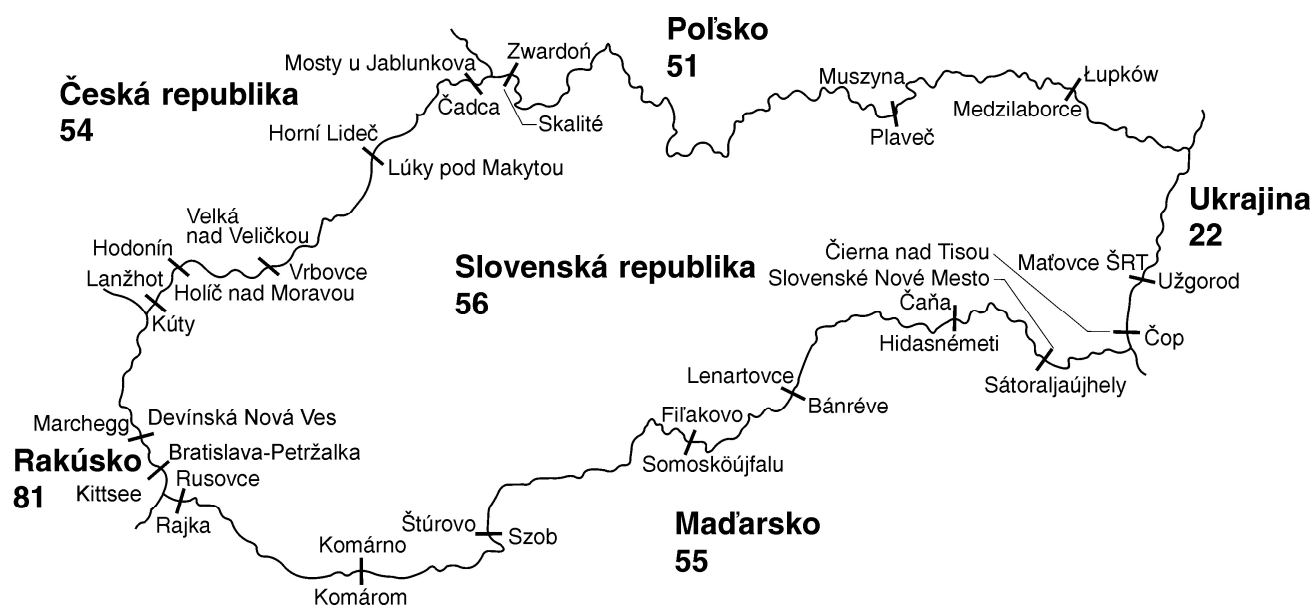 Poľsko
51
Mosty u Jablunkova
Zwardoń
Česká republika
54
Čadca
Skalité
Muszyna
Łupków
Medzilaborce
Plaveč
Horní Lideč
Lúky pod Makytou
Ukrajina
22
Velká
nad Veličkou
Hodonín
Vrbovce
Lanžhot
Holíč nad Moravou
Kúty
Slovenská republika
56
Čierna nad Tisou
Maťovce ŠRT
Slovenské Nové Mesto
Užgorod
Čaňa
Hidasnémeti
Čop
Sátoraljaújhely
Lenartovce
Bánréve
Fiľakovo
Somosköújfalu
Marchegg
Devínská Nová Ves
Rakúsko
81
Bratislava-Petržalka
Kittsee
Rusovce
Rajka
Štúrovo
Szob
Maďarsko
55
Komárno
Komárom